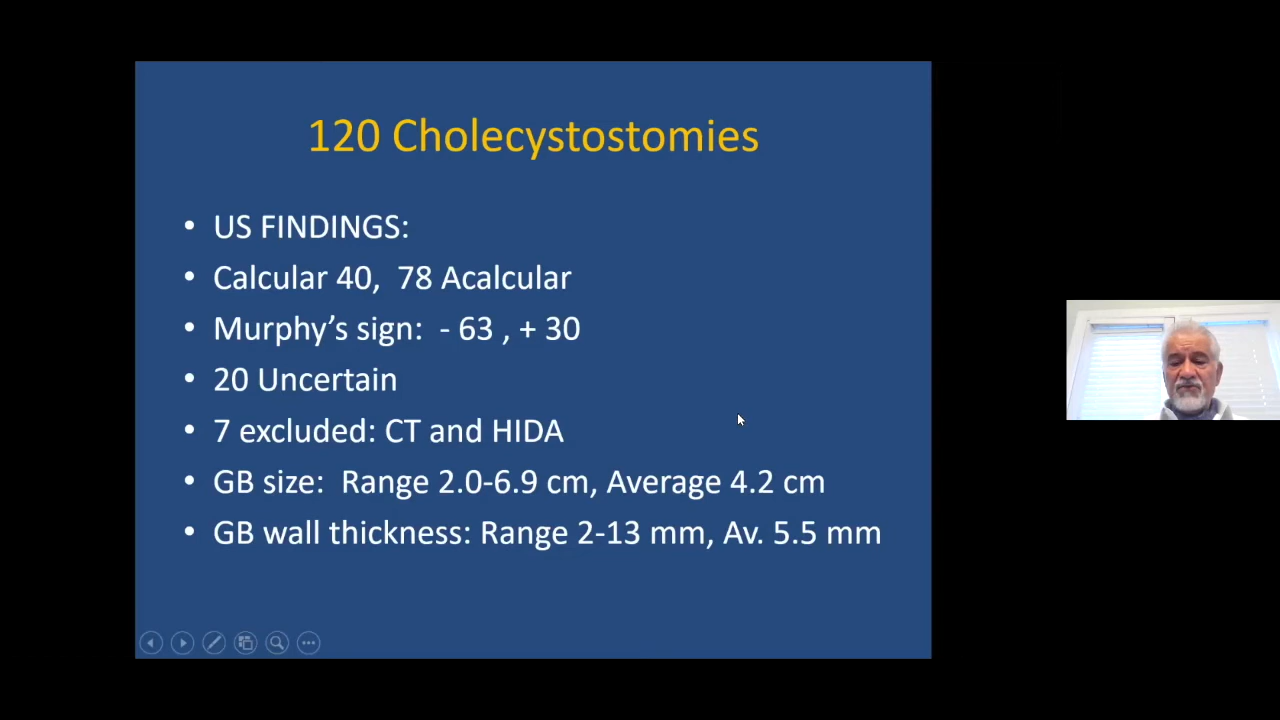 120 Cholecystostomies
• US FINDINGS:
• Calcular 40,  78 Acalcular
• Murphy’s sign:  - 63 , + 30
• 20 Uncertain
• 7 excluded: CT and HIDA
• GB size:  Range 2.0-6.9 cm, Average 4.2 cm
• GB wall thickness: Range 2-13 mm, Av. 5.5 mm